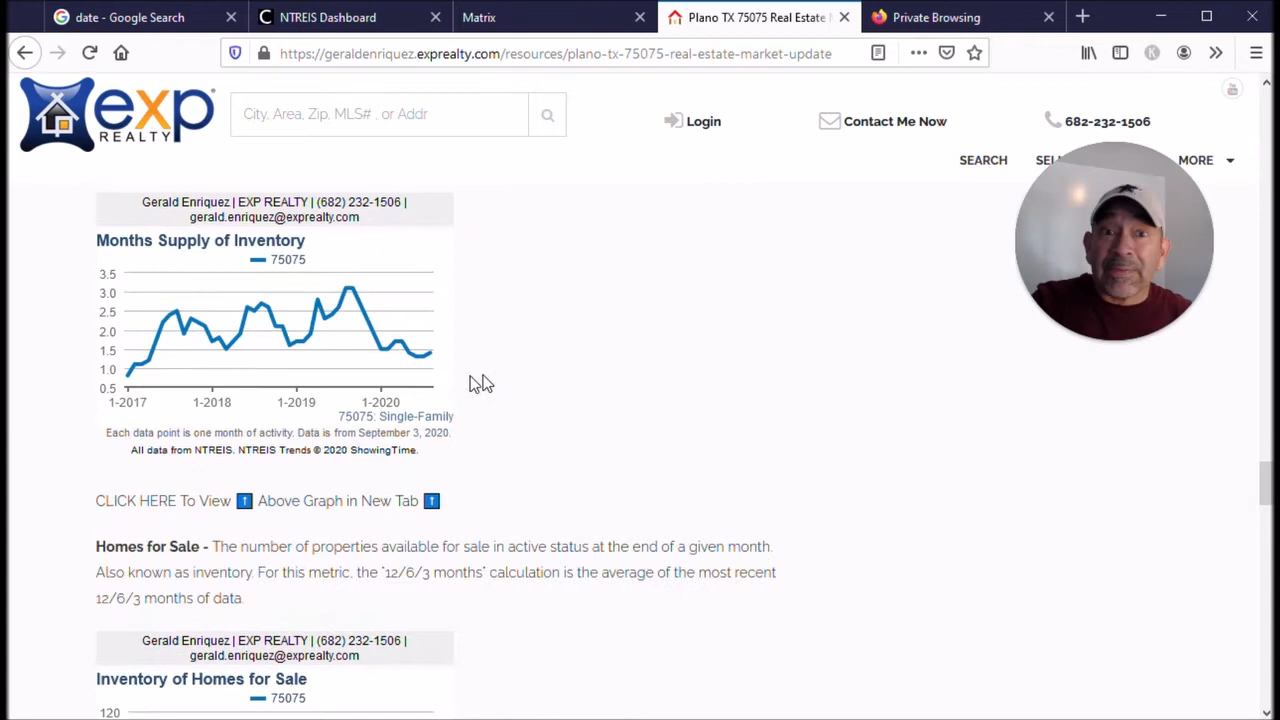 date - Google Search
NTREIS Dashboard
Matrix
Plano TX 75075 Real Estate
Private Browsing
https://geraldenriquez.exprealty.com/resources/plano-tx-75075-real-estate-market-update
exp
REALTY
City, Area, Zip, MLS# , or Addr
Login
Contact Me Now
682-232-1506
SEARCH
SEL
MORE
Gerald Enriquez | EXP REALTY | (682) 232-1506 |
gerald.enriquez@exprealty.com
Months Supply of Inventory
75075
3.5
3.0
2.5
2.0
1.5
1.0
0.5
1-2017 1-2018 1-2019 1-2020
75075: Single-Family
Each data point is one month of activity. Data is from September 3, 2020.
All data from NTREIS. NTREIS Trends © 2020 ShowingTime.
CLICK HERE To View ⬆ Above Graph in New Tab ⬆
Homes for Sale - The number of properties available for sale in active status at the end of a given month.
Also known as inventory. For this metric, the "12/6/3 months" calculation is the average of the most recent
12/6/3 months of data.
Gerald Enriquez | EXP REALTY | (682) 232-1506 |
gerald.enriquez@exprealty.com
Inventory of Homes for Sale
75075
120